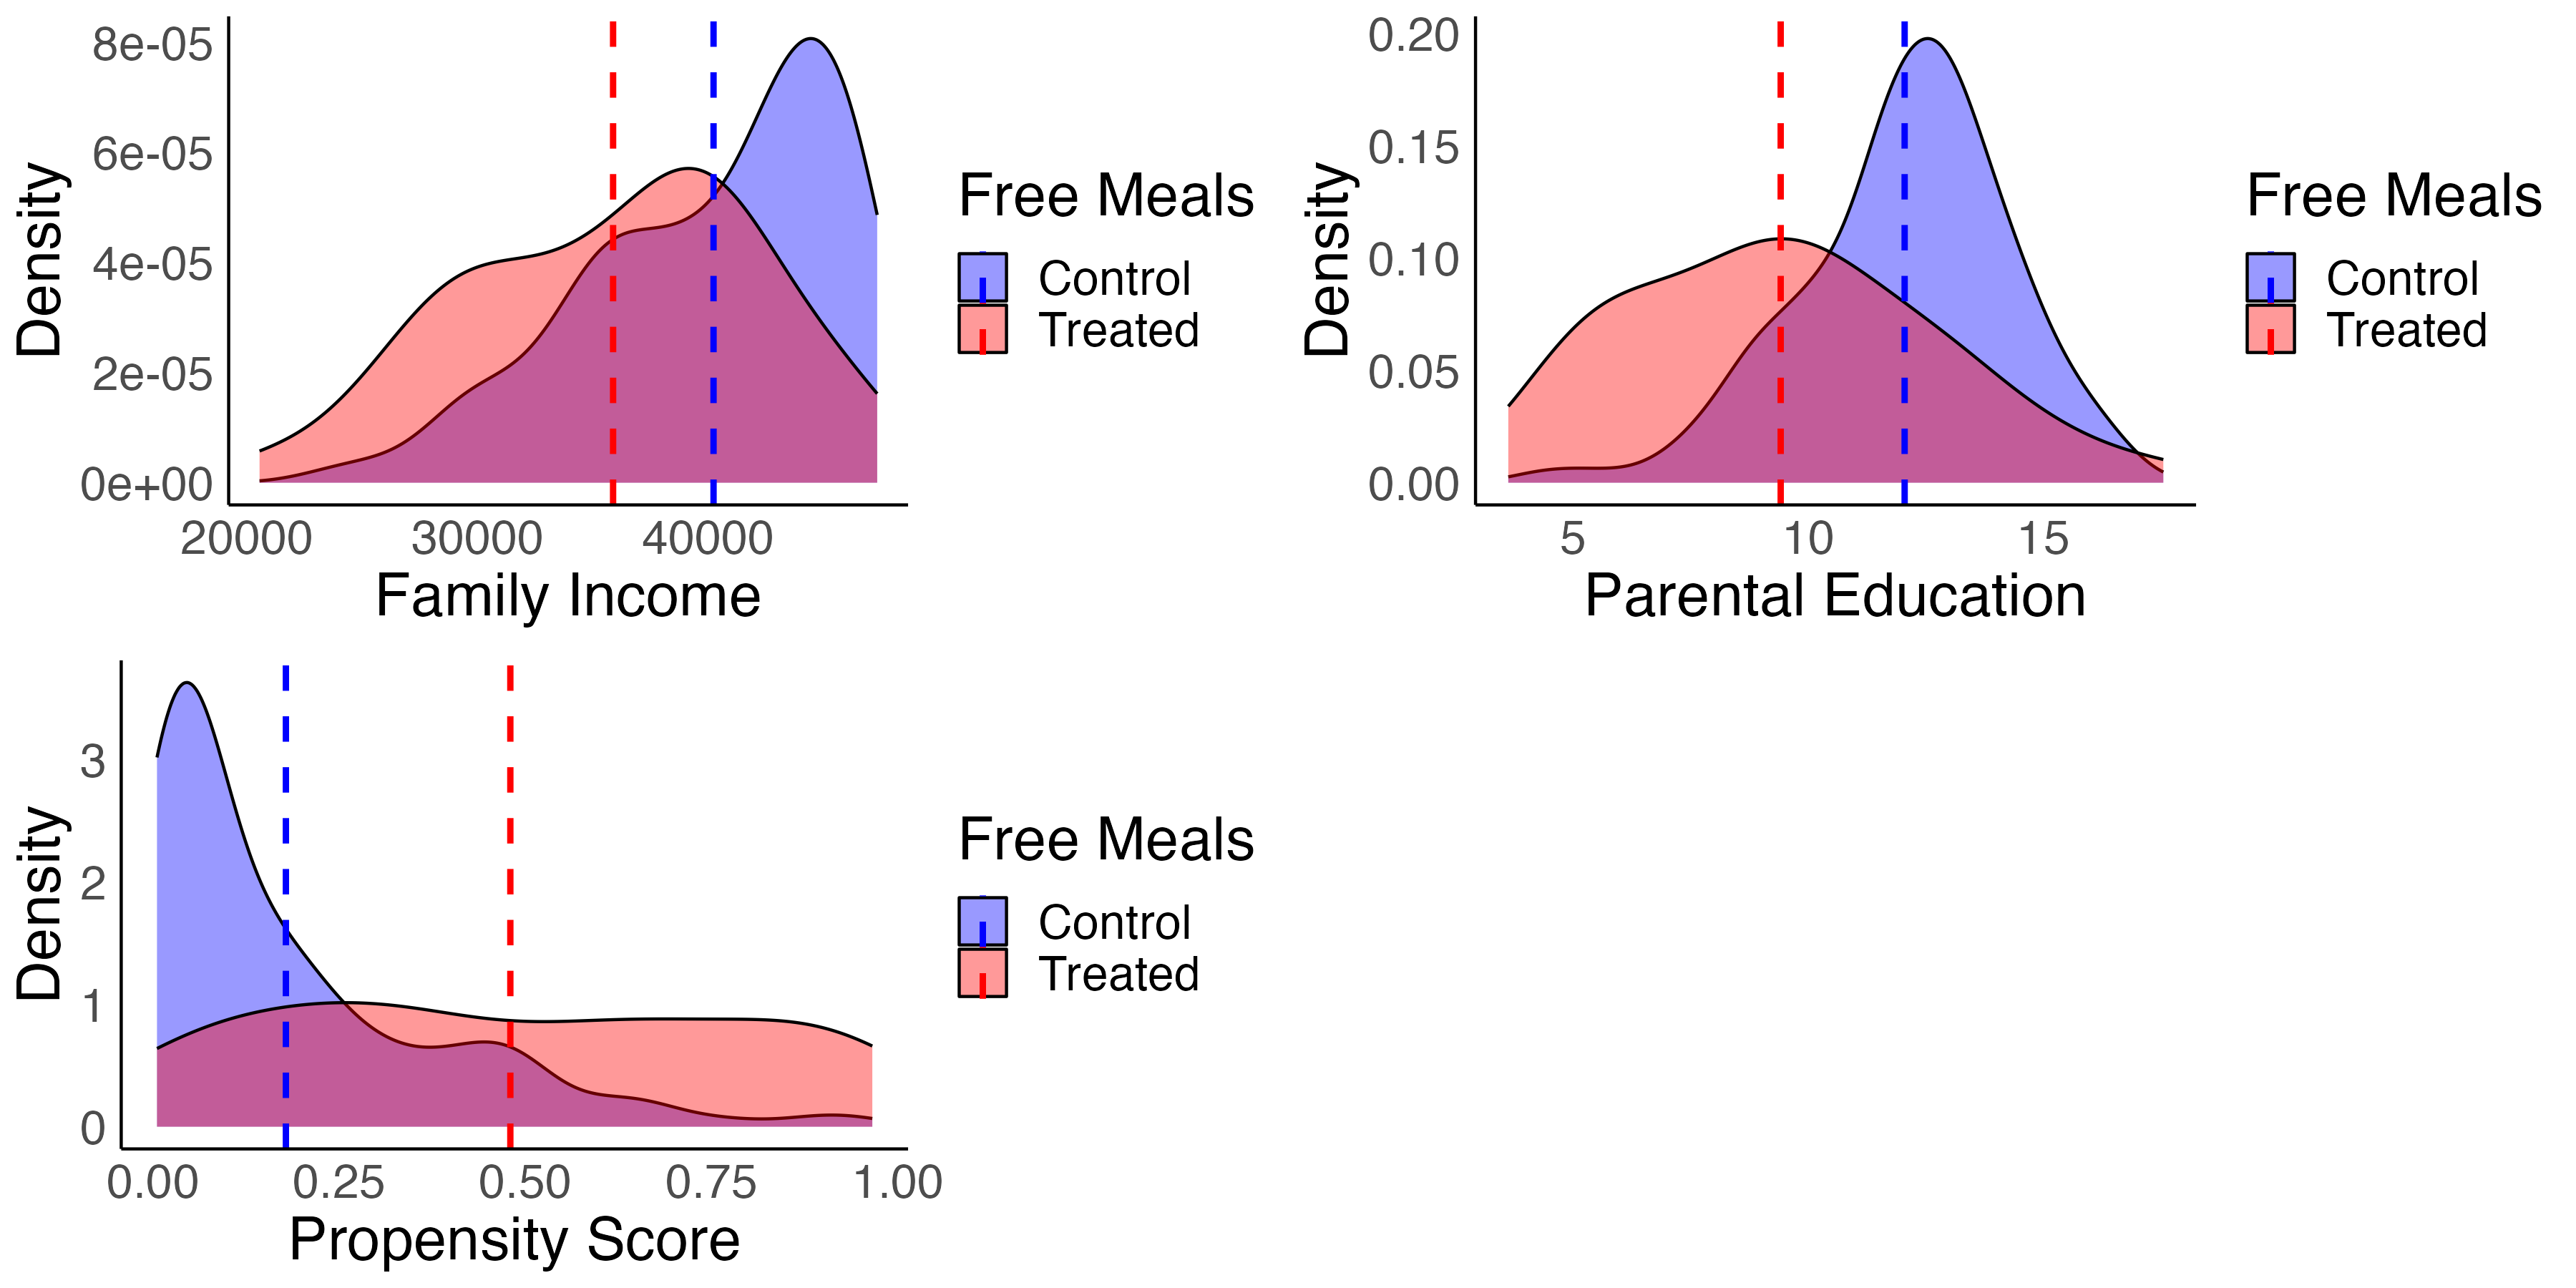 8e-05
6e-05
4e-05
2e-05
0e+00
Density
20000 30000 40000
Family Income
Free Meals
Control
Treated
0.20
0.15
0.10
0.05
0.00
Density
5 10 15
Parental Education
Free Meals
Control
Treated
3
2
1
0
Density
0.00 0.25 0.50 0.75 1.00
Propensity Score
Free Meals
Control
Treated